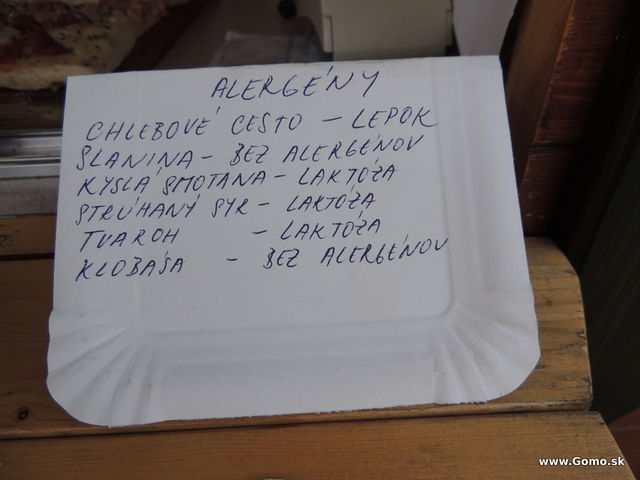 ALERGÉNY
CHLEBOVÉ CESTO - LEPOK
SLANINA - BEZ ALERGÉNOV
KYSLÁ SMOTANA - LAKTÓZA
STRÚHANÝ SYR - LAKTÓZA
TVAROH - LAKTÓZA
KLOBÁSA - BEZ ALERGÉNOV
www.Gomo.sk